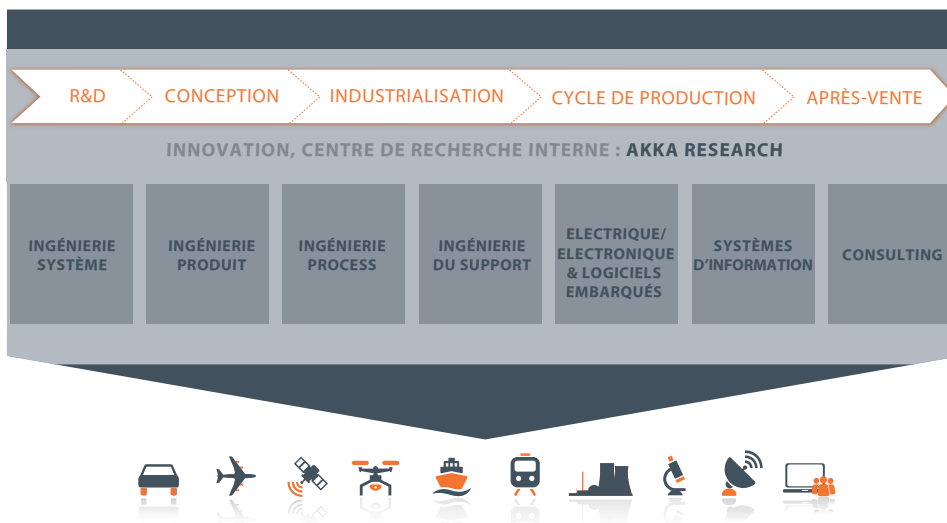 R&D CONCEPTION INDUSTRIALISATION CYCLE DE PRODUCTION APRÈS-VENTE
INNOVATION, CENTRE DE RECHERCHE INTERNE : AKKA RESEARCH
INGÉNIERIE
SYSTÈME
INGÉNIERIE
PRODUIT
INGÉNIERIE
PROCESS
INGÉNIERIE
DU SUPPORT
ELECTRIQUE/
ELECTRONIQUE
& LOGICIELS
EMBARQUÉS
SYSTÈMES
D'INFORMATION
CONSULTING